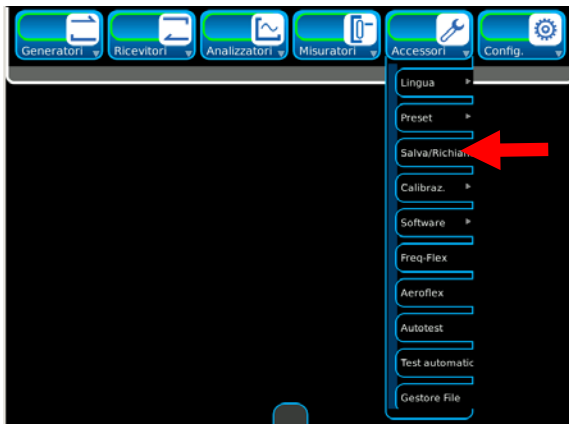 Generatori Ricevitori Analizzatori Misuratori Accessori Config.
Lingua
Preset
Salva/Richiam
Calibraz.
Software
Freq-Flex
Aeroflex
Autotest
Test automatic
Gestore File